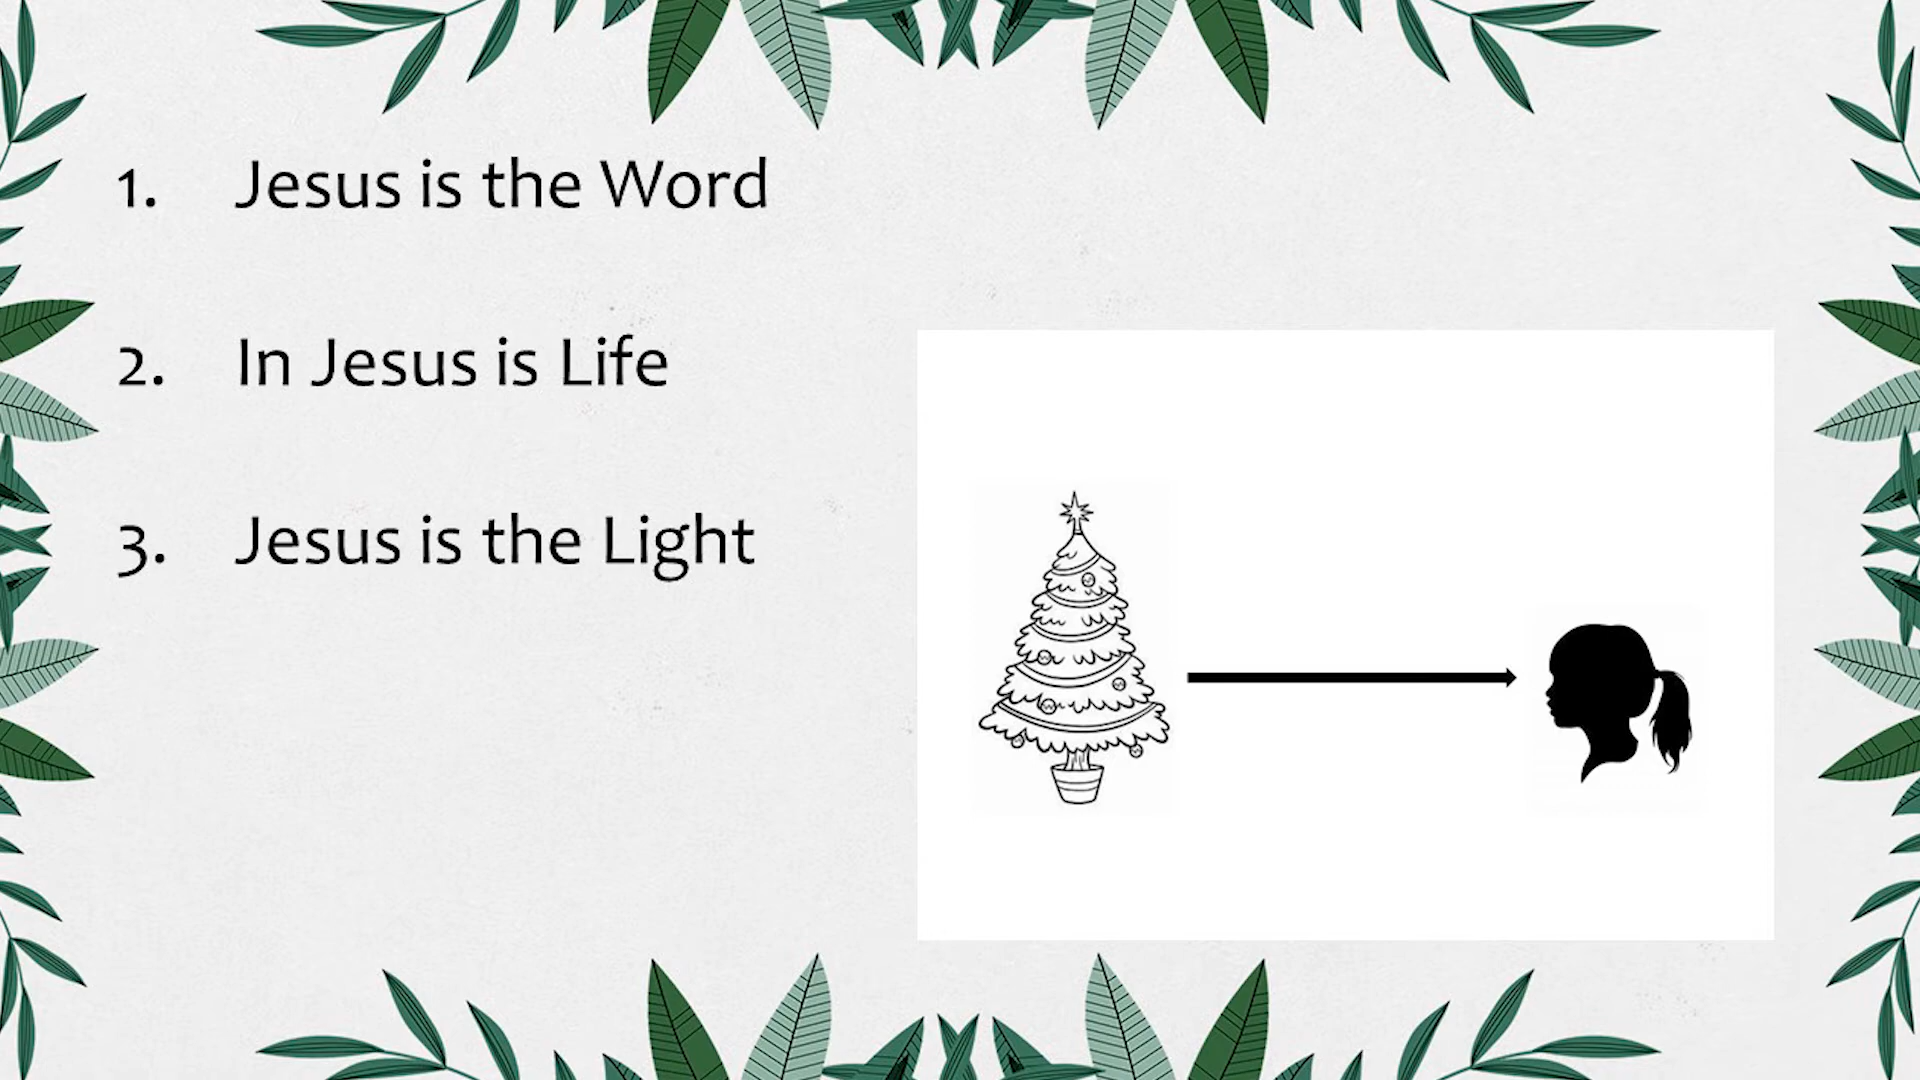 1. Jesus is the Word
2. In Jesus is Life
3. Jesus is the Light